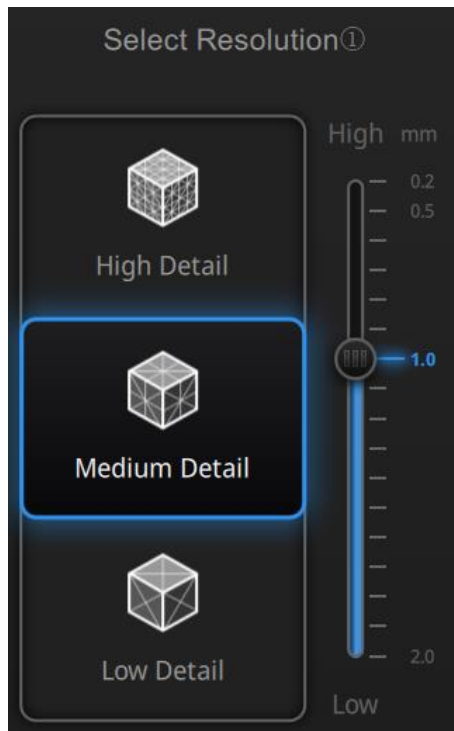 Select Resolution①
High mm
0.2
High Detail
0.5
1.0
Medium Detail
Low Detail
2.0
Low